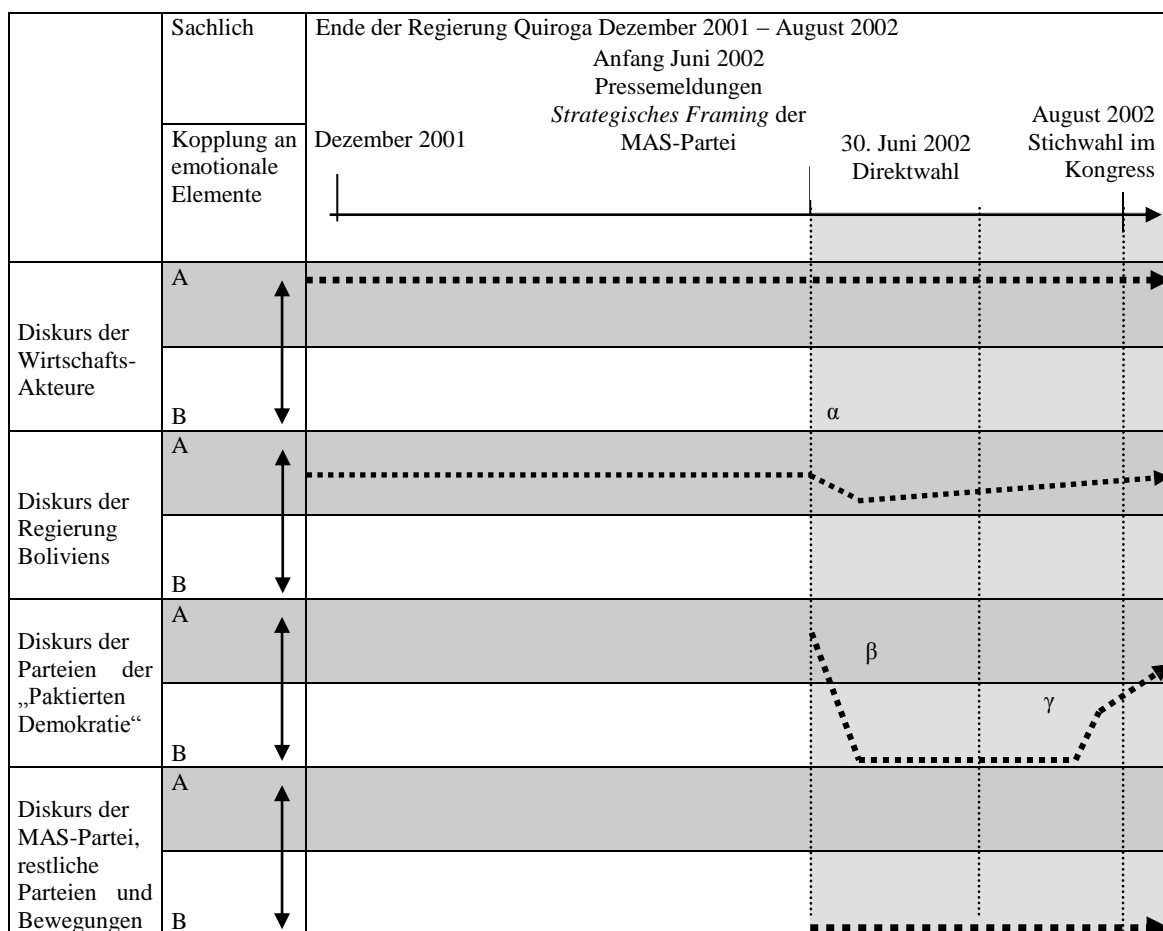 Sachlich
Ende der Regierung Quiroga Dezember 2001 – August 2002
Anfang Juni 2002
Pressemeldungen
Strategisches Framing der
MAS-Partei
Kopplung an
emotionale
Elemente
Dezember 2001
30. Juni 2002
Direktwahl
August 2002
Stichwahl im
Kongress
Diskurs der
Wirtschafts-
Akteure
A
B
α
Diskurs der
Regierung
Boliviens
A
B
Diskurs der
Parteien der
„Paktierten
Demokratie“
A
B
β
γ
Diskurs der
MAS-Partei,
restliche
Parteien und
Bewegungen
A
B